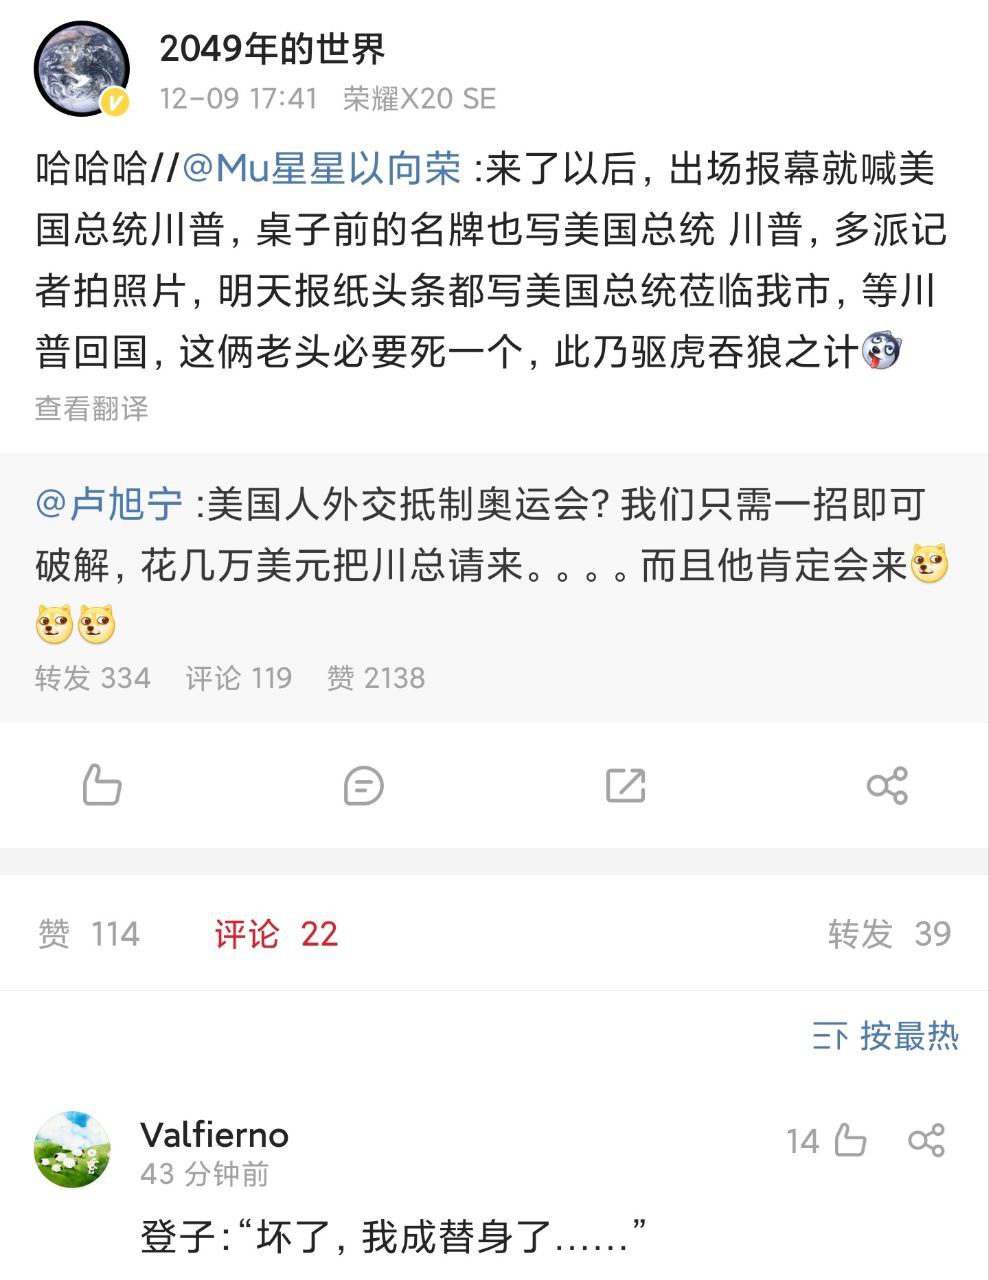 2049年的世界
12-09 17:41 荣耀X20 SE
哈哈哈//@Mu星星以向荣 :来了以后，出场报幕就喊美
国总统川普，桌子前的名牌也写美国总统 川普，多派记
者拍照片，明天报纸头条都写美国总统莅临我市，等川
普回国，这俩老头必要死一个，此乃驱虎吞狼之计
查看翻译
@卢旭宁 :美国人外交抵制奥运会？我们只需一招即可
破解，花几万美元把川总请来。。。。而且他肯定会来
转发 334 评论 119 赞 2138
赞 114 评论 22 转发 39
按最热
Valfierno
14
43 分钟前
登子：“坏了，我成替身了......”